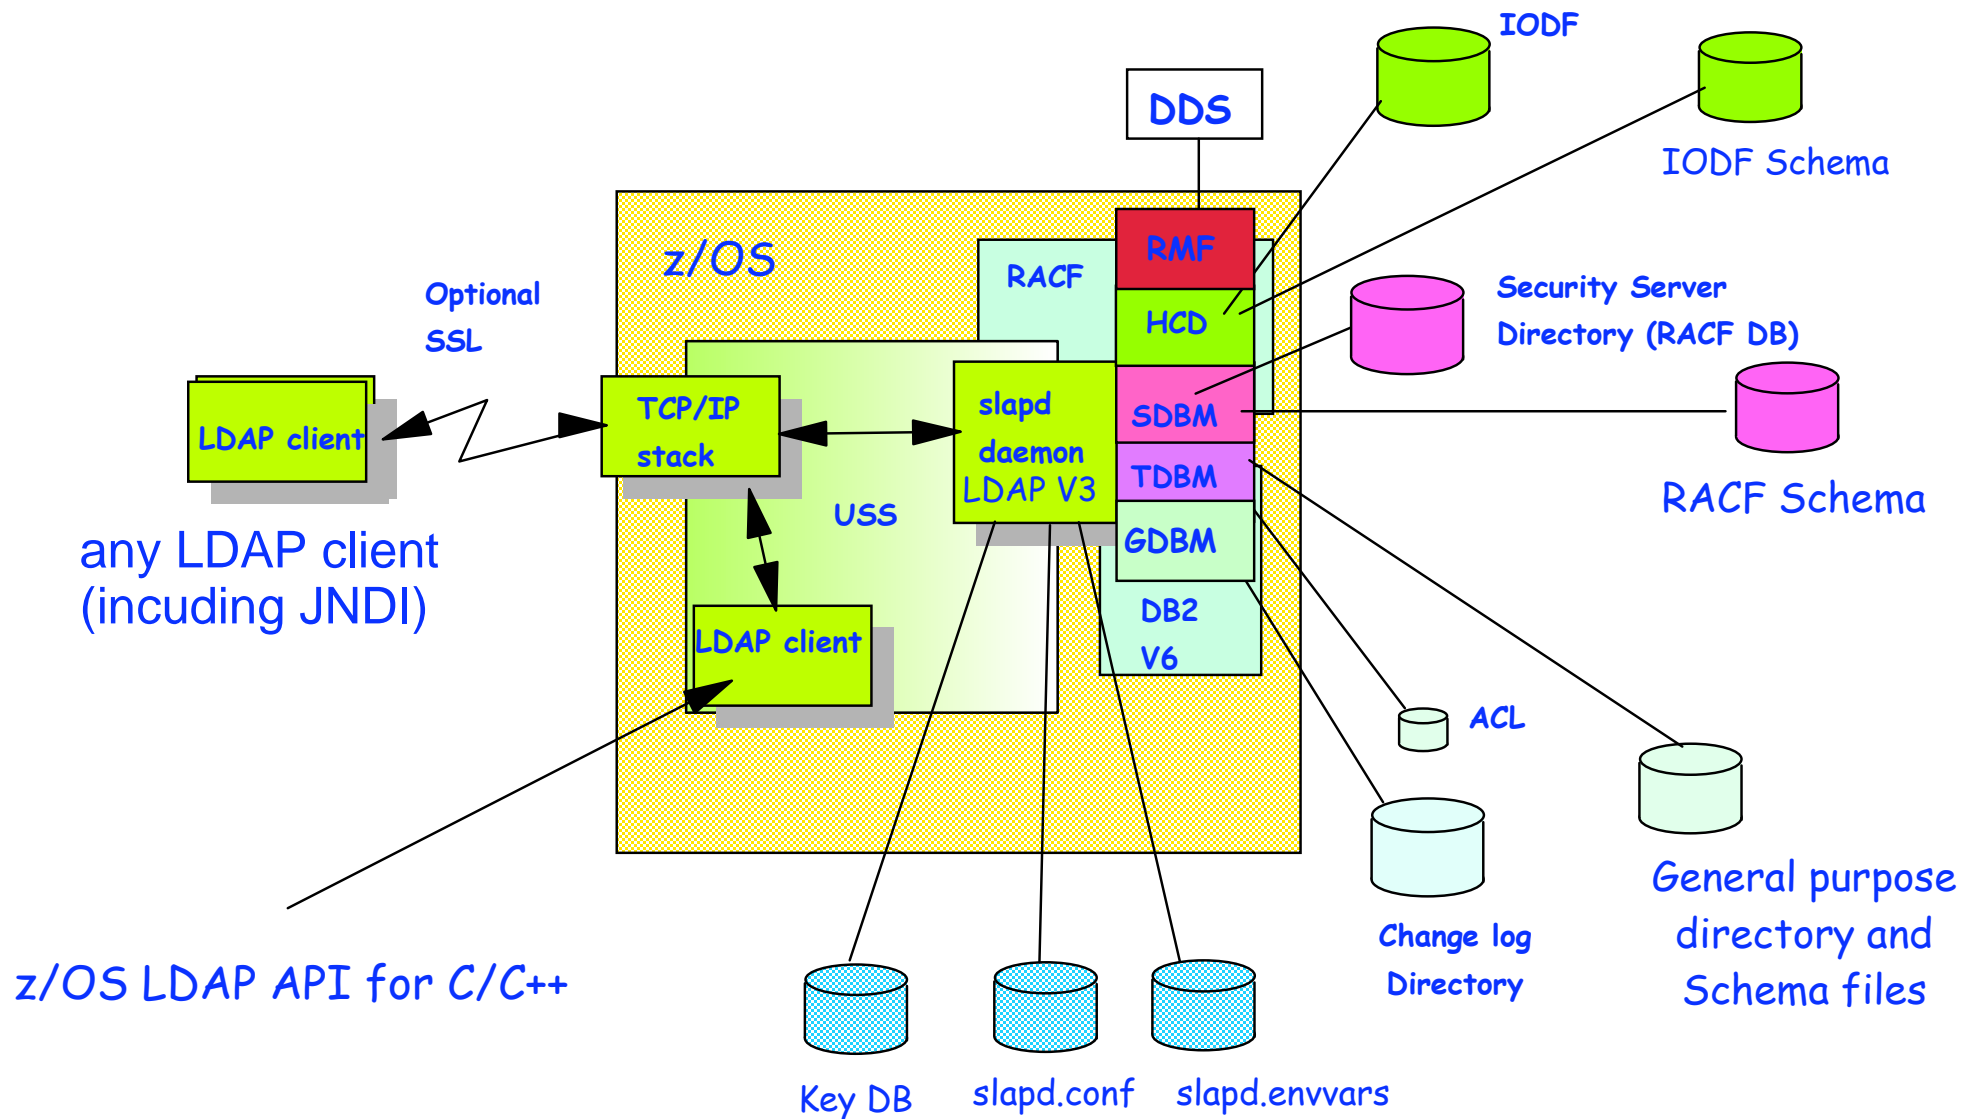 IODF
DDS
IODF Schema
z/OS
RMF
RACF
HCD
Optional
SSL
Security Server
Directory (RACF DB)
LDAP client
TCP/IP
stack
slapd
daemon
LDAP V3
SDBM
TDBM
GDBM
RACF Schema
USS
any LDAP client
(incuding JNDI)
DB2
V6
LDAP client
ACL
General purpose
directory and
Schema files
Change log
Directory
z/OS LDAP API for C/C++
Key DB
slapd.conf
slapd.envvars